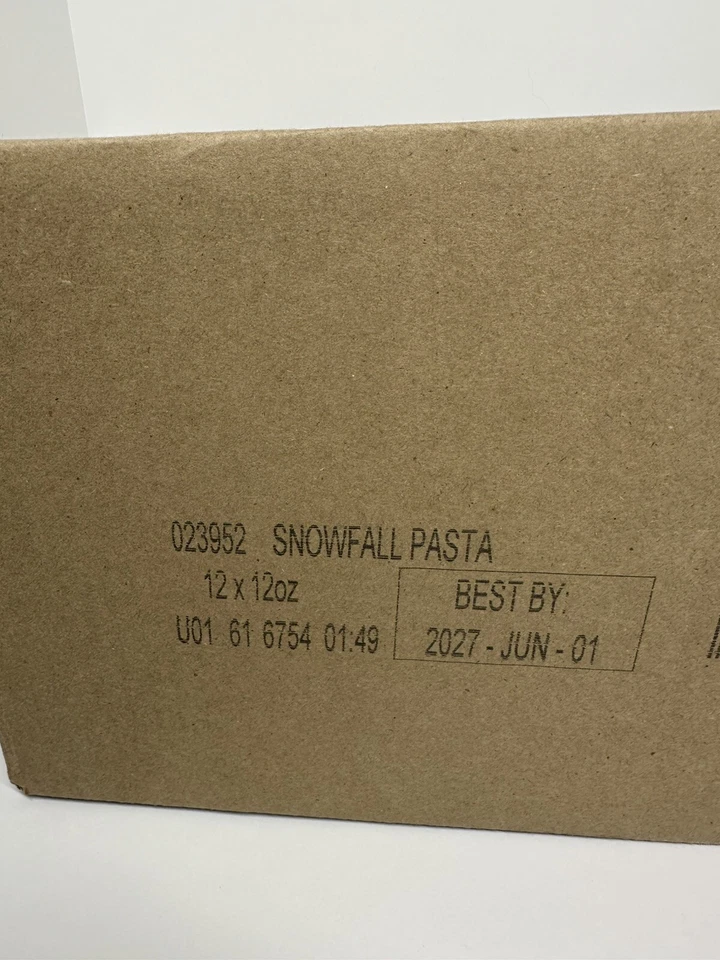 023952 SNOWFALL PASTA
12 x 12oz
BEST BY:
U01 61 6754 01:49
2027 - JUN - 01